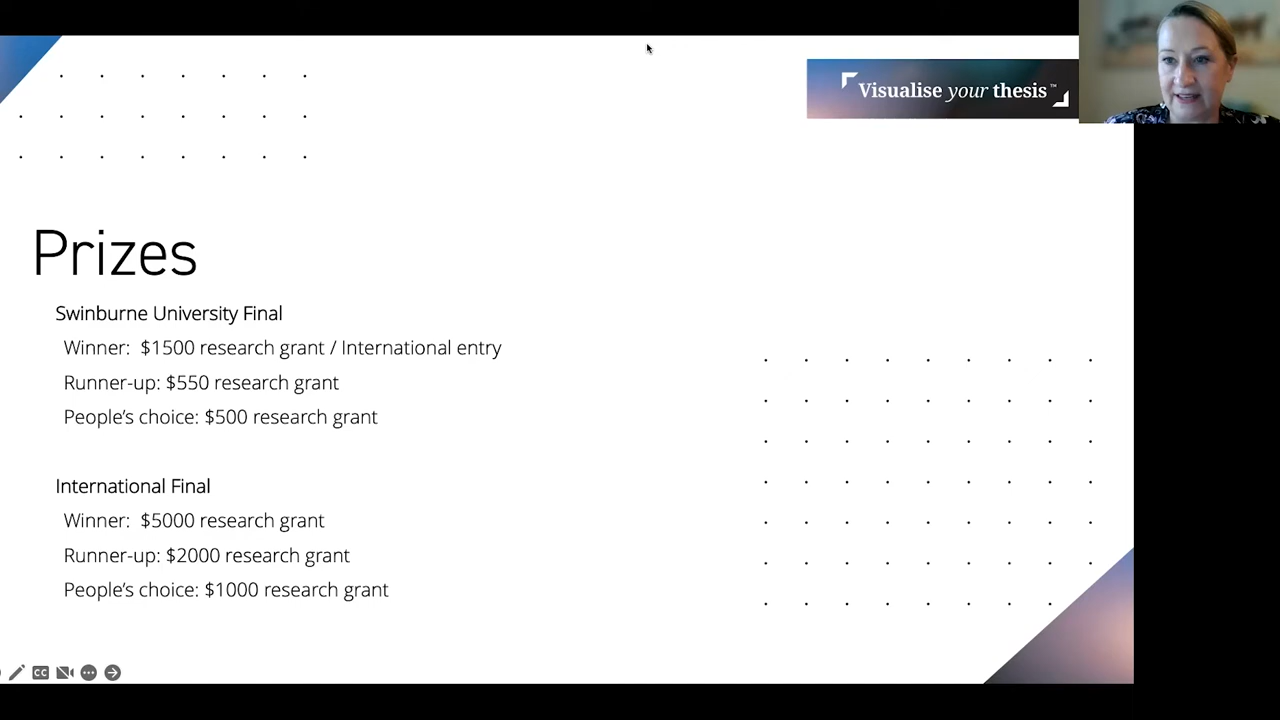 Visualise your thesis™
Prizes
Swinburne University Final
Winner:  $1500 research grant / International entry
Runner-up: $550 research grant
People’s choice: $500 research grant
International Final
Winner:  $5000 research grant
Runner-up: $2000 research grant
People’s choice: $1000 research grant
CC